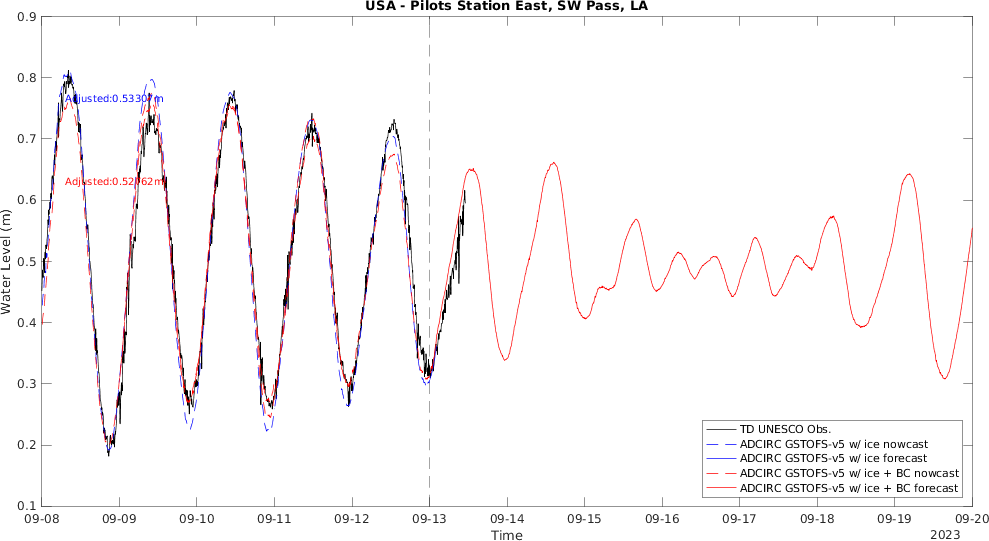 USA - Pilots Station East, SW Pass, LA
0.9
0.8
0.7
0.6
0.5
0.4
0.3
0.2
0.1
Water Level (m)
Adjusted:
Adjusted:
TD UNESCO Obs.
ADCIRC GSTOFS-v5 w/ ice nowcast
ADCIRC GSTOFS-v5 w/ ice forecast
ADCIRC GSTOFS-v5 w/ ice + BC nowcast
ADCIRC GSTOFS-v5 w/ ice + BC forecast
09-08 09-09 09-10 09-11 09-12 09-13 09-14 09-15 09-16 09-17 09-18 09-19 09-20
Time
2023